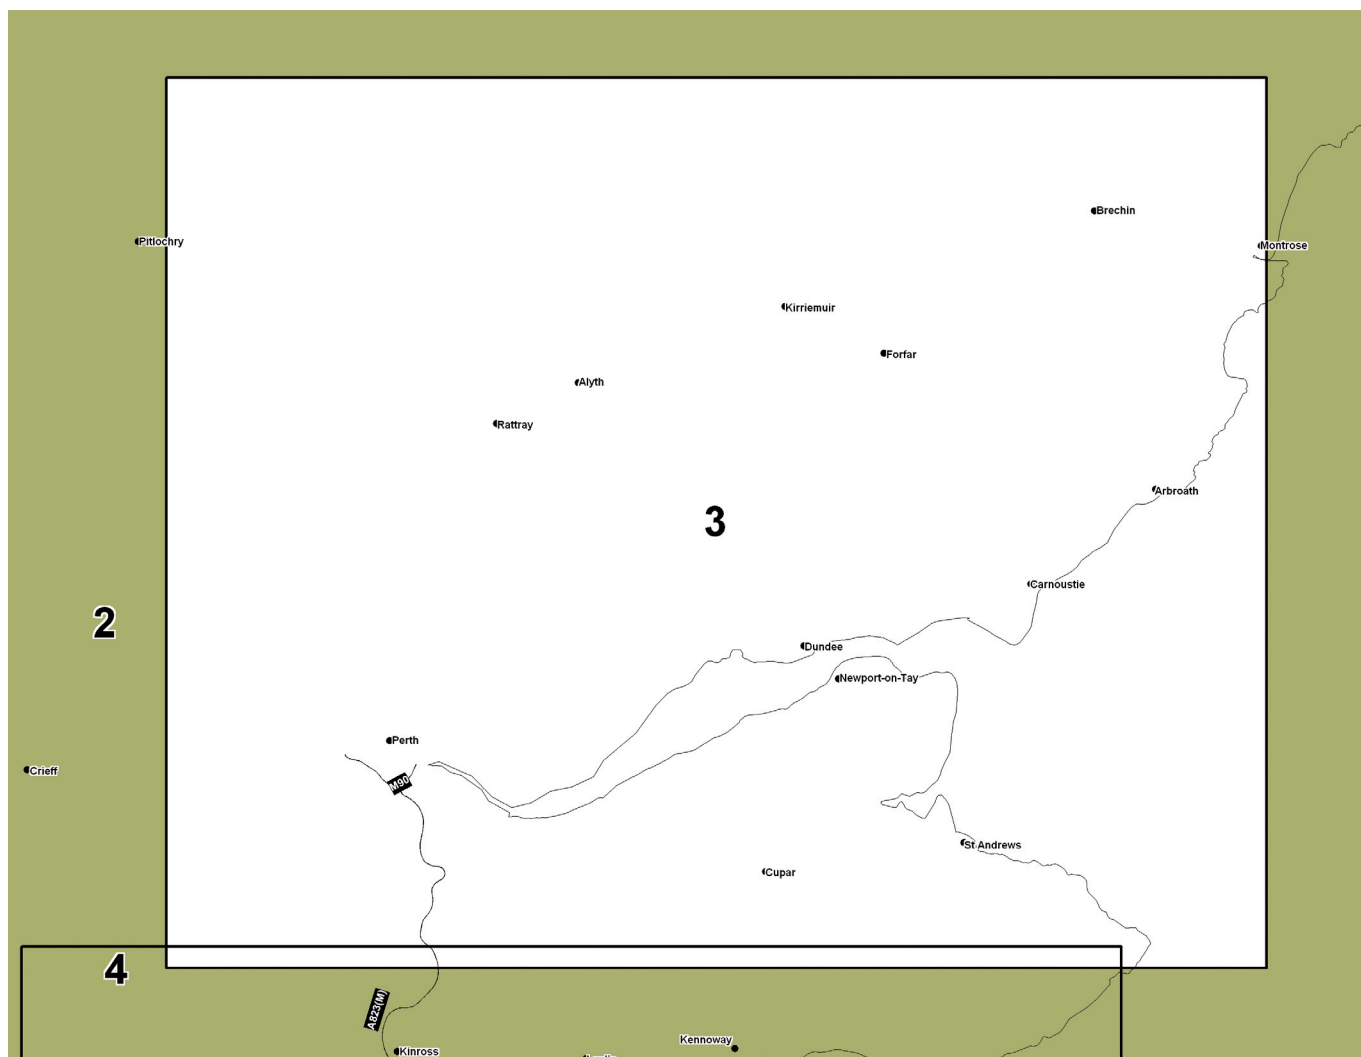 Brechin
Pitlochry
Montrose
Kirriemuir
Forfar
Alyth
Rattray
Arbroath
3
Carnoustie
2
Dundee
Newport-on-Tay
Perth
Crieff
M90
St Andrews
Cupar
4
A823(M)
Kennoway
Kinross